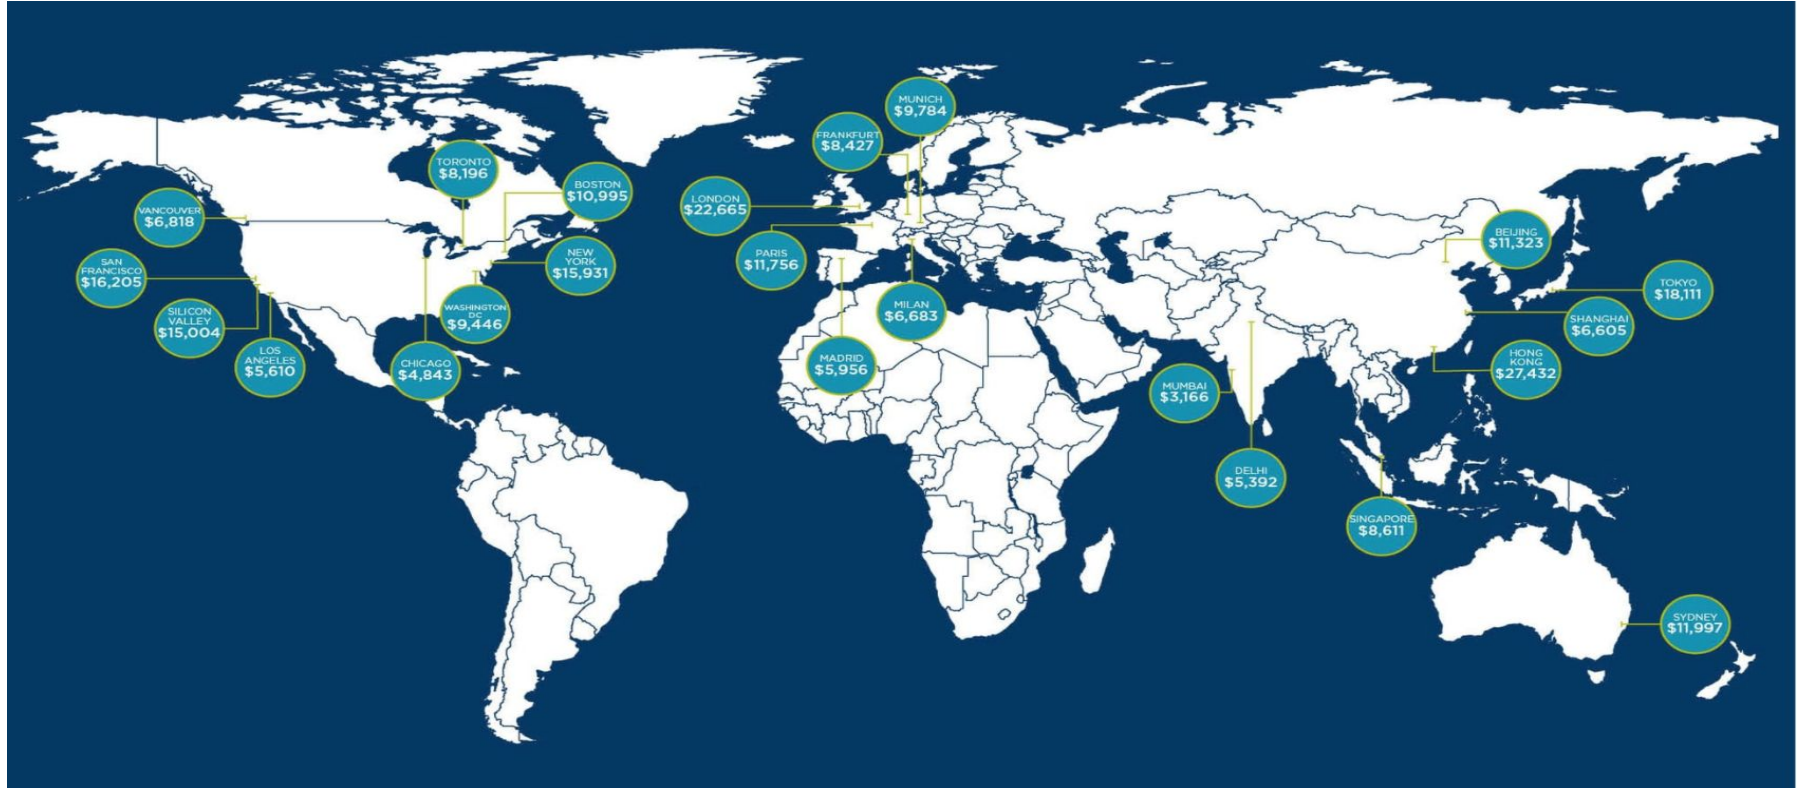 MUNICH
$9,784
FRANKFURT
$8,427
TORONTO
$8,196
BOSTON
$10,995
LONDON
$22,665
VANCOUVER
$6,818
BEIJING
$11,323
PARIS
$11,756
NEW
YORK
$15,931
SAN
FRANCISCO
$16,205
TOKYO
$18,111
MILAN
$6,683
WASHINGTON
DC
$9,446
SILICON
VALLEY
$15,004
SHANGHAI
$6,605
LOS
ANGELES
$5,610
CHICAGO
$4,843
MADRID
$5,956
HONG
KONG
$27,432
MUMBAI
$3,166
DELHI
$5,392
SINGAPORE
$8,611
SYDNEY
$11,997